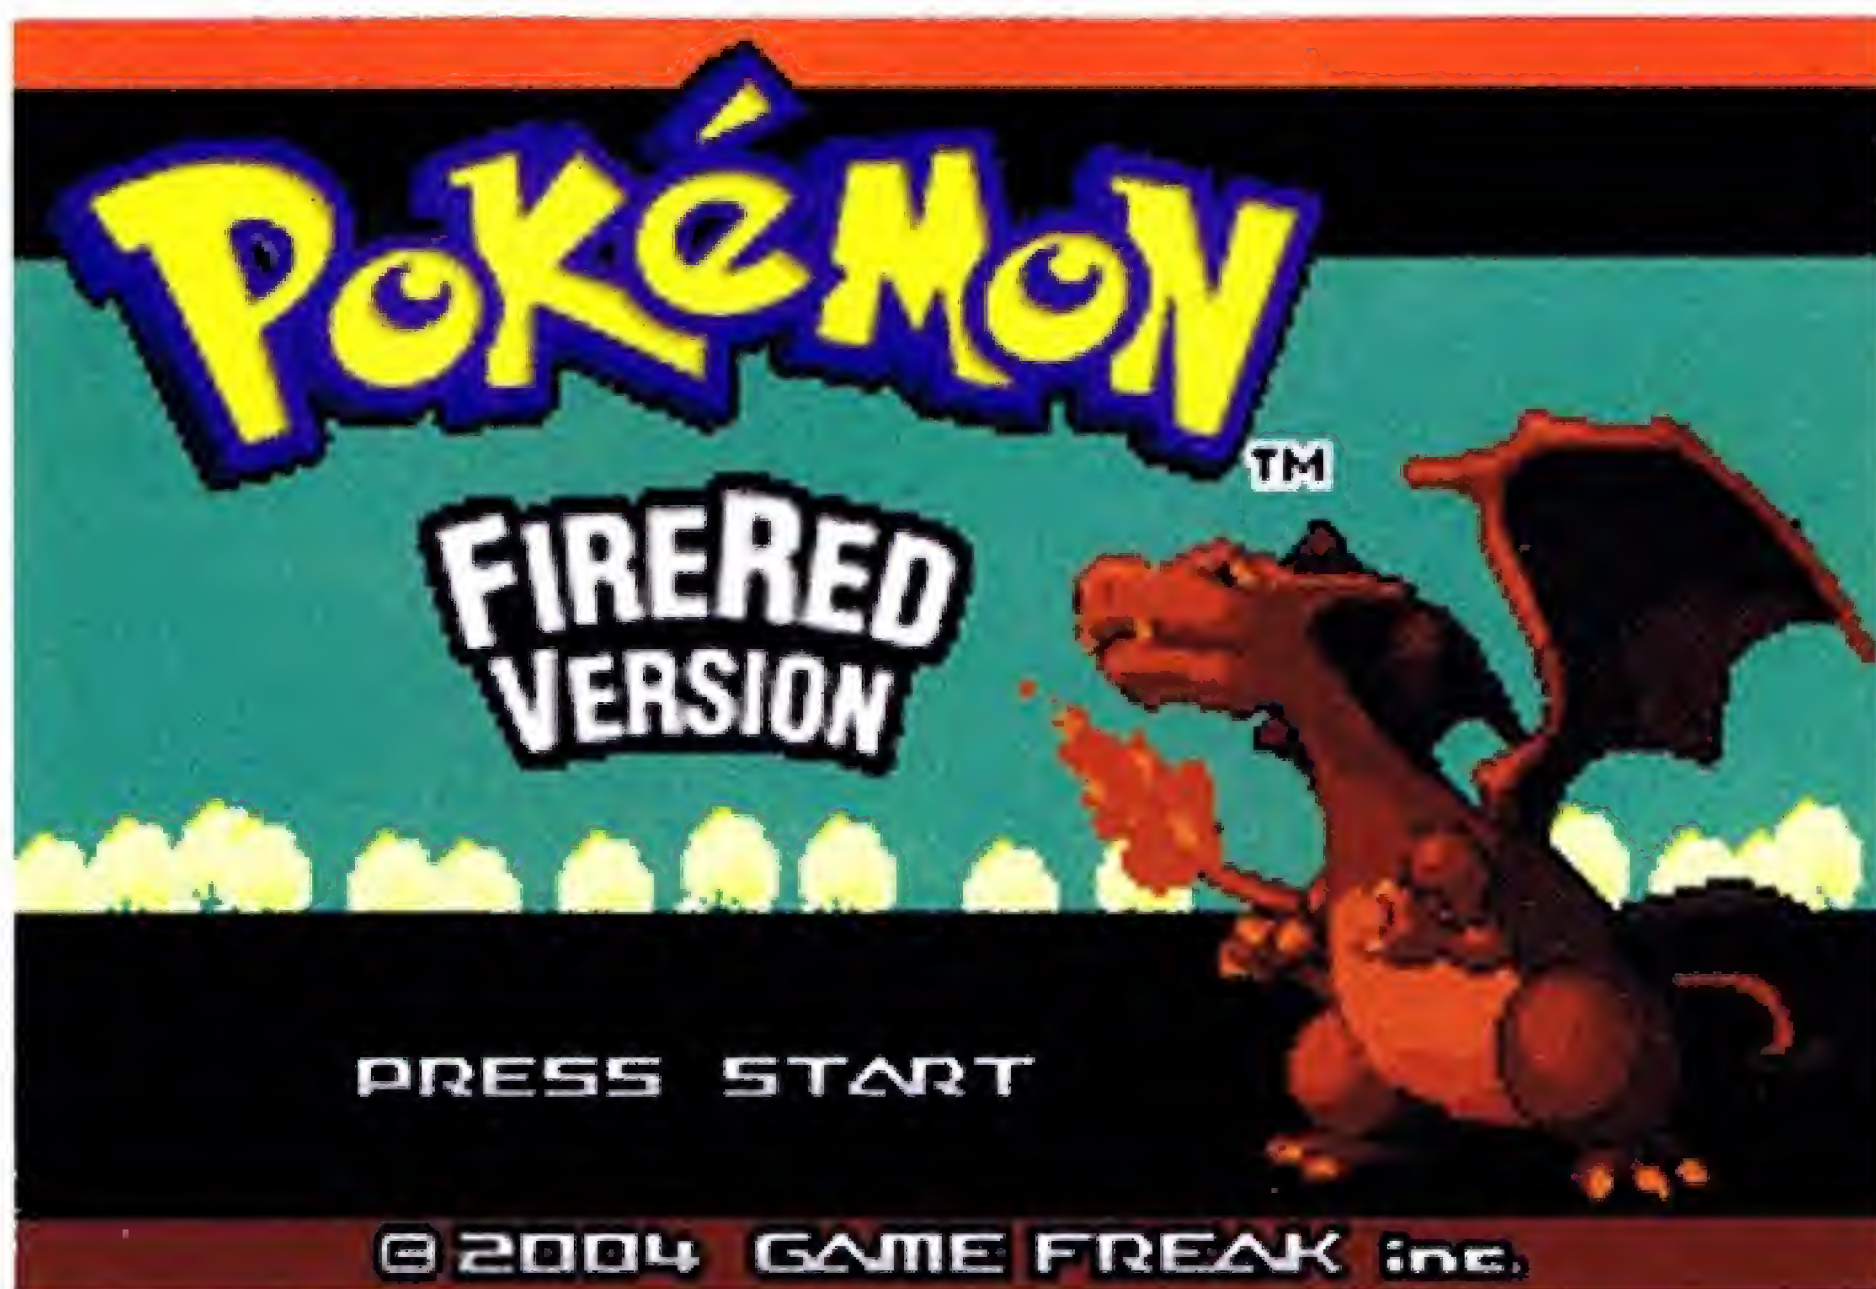 POKéMON
TM
FIRERED
VERSION
PRESS START
© 2004 GAME FREAK inc.